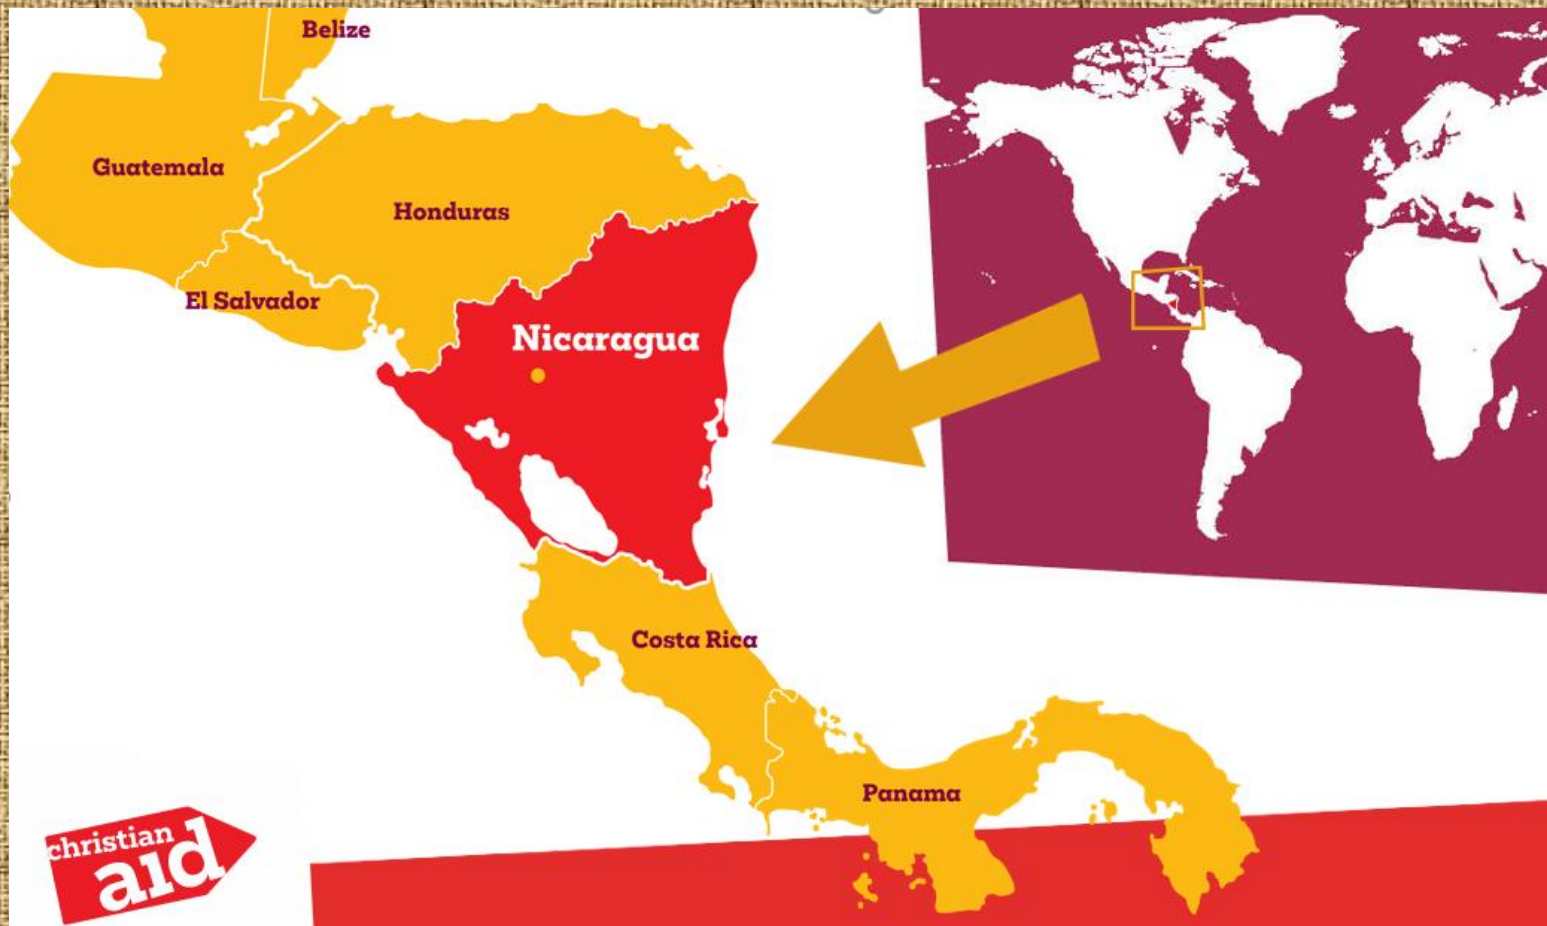 Belize
Guatemala
Honduras
El Salvador
Nicaragua
Costa Rica
Panama
christian
aid